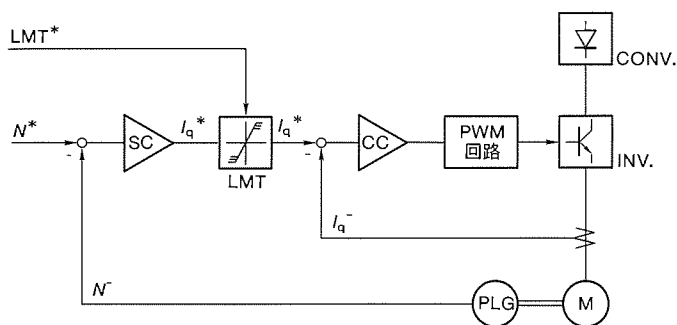 LMT*
CONV.
N*
-
SC
Iq*
LMT
Iq*
-
CC
PWM
回路
INV.
Iq-
N-
PLG
M